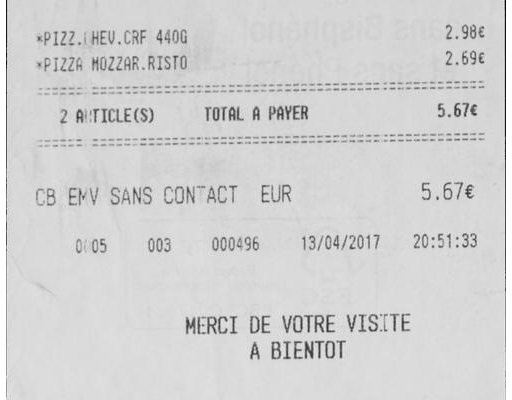 *PIZZ.CHEV.CRF 440G 2.98€
*PIZZA MOZZAR.RISTO 2.69€
2 ARTICLE(S) TOTAL A PAYER 5.67€
CB EMV SANS CONTACT EUR 5.67€
0005 003 000496 13/04/2017 20:51:33
MERCI DE VOTRE VISITE
A BIENTOT